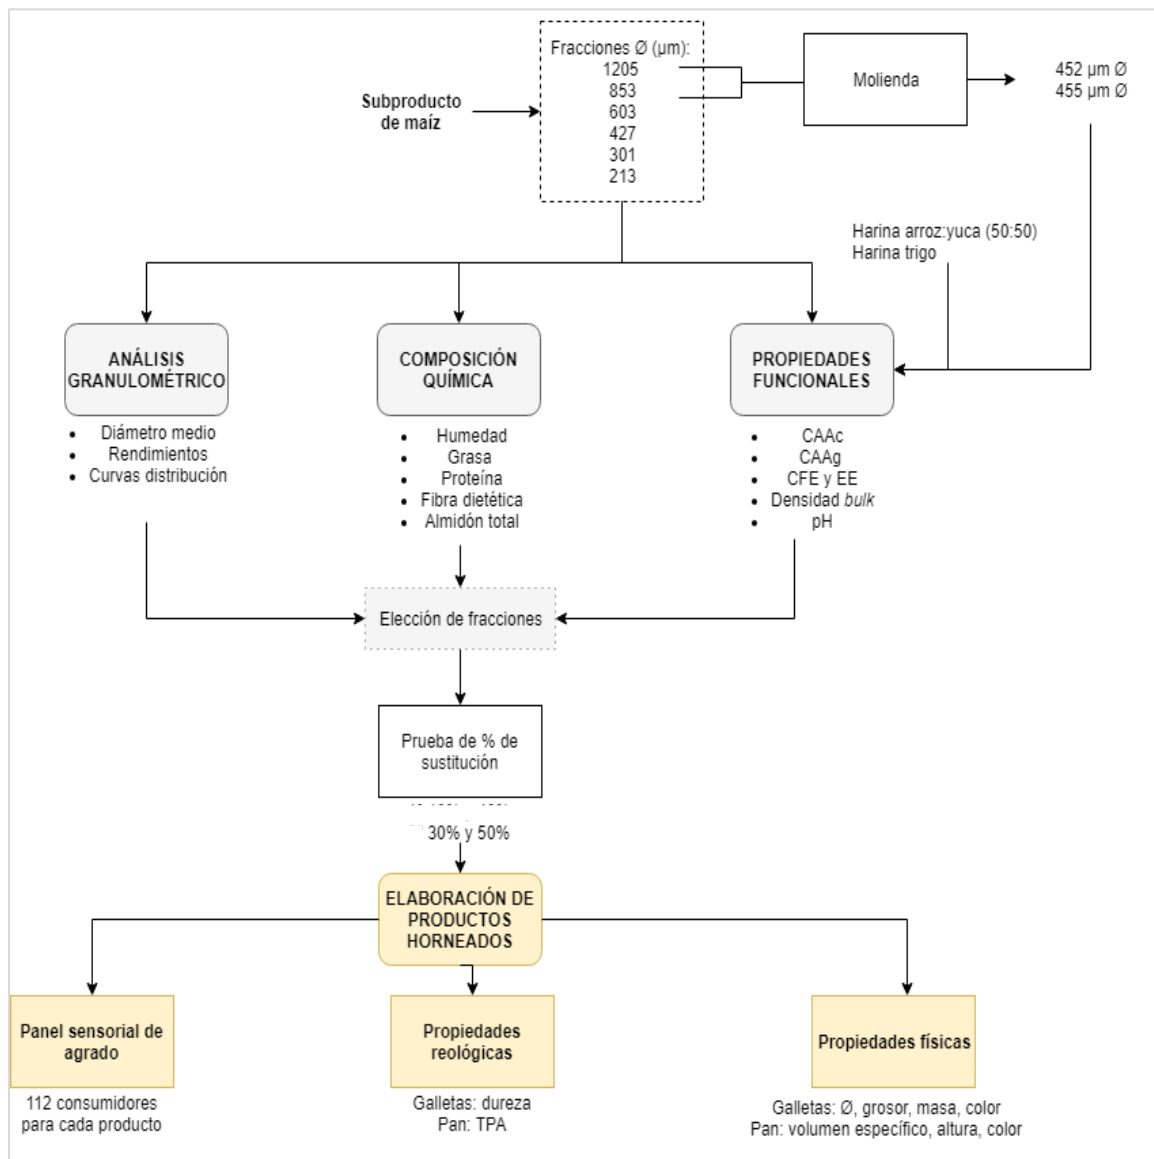 Fracciones Ø (µm):
1205
853
603
427
301
213
Subproducto
de maíz
Molienda
452 µm Ø
455 µm Ø
Harina arroz:yuca (50:50)
Harina trigo
ANÁLISIS
GRANULOMÉTRICO
• Diámetro medio
• Rendimientos
• Curvas distribución
COMPOSICIÓN
QUÍMICA
• Humedad
• Grasa
• Proteína
• Fibra dietética
• Almidón total
PROPIEDADES
FUNCIONALES
• CAAc
• CAAg
• CFE y EE
• Densidad bulk
• pH
Elección de fracciones
Prueba de % de
sustitución
30% y 50%
ELABORACIÓN DE
PRODUCTOS
HORNEADOS
Panel sensorial de
agrado
112 consumidores
para cada producto
Propiedades
reológicas
Galletas: dureza
Pan: TPA
Propiedades físicas
Galletas: Ø, grosor, masa, color
Pan: volumen específico, altura, color